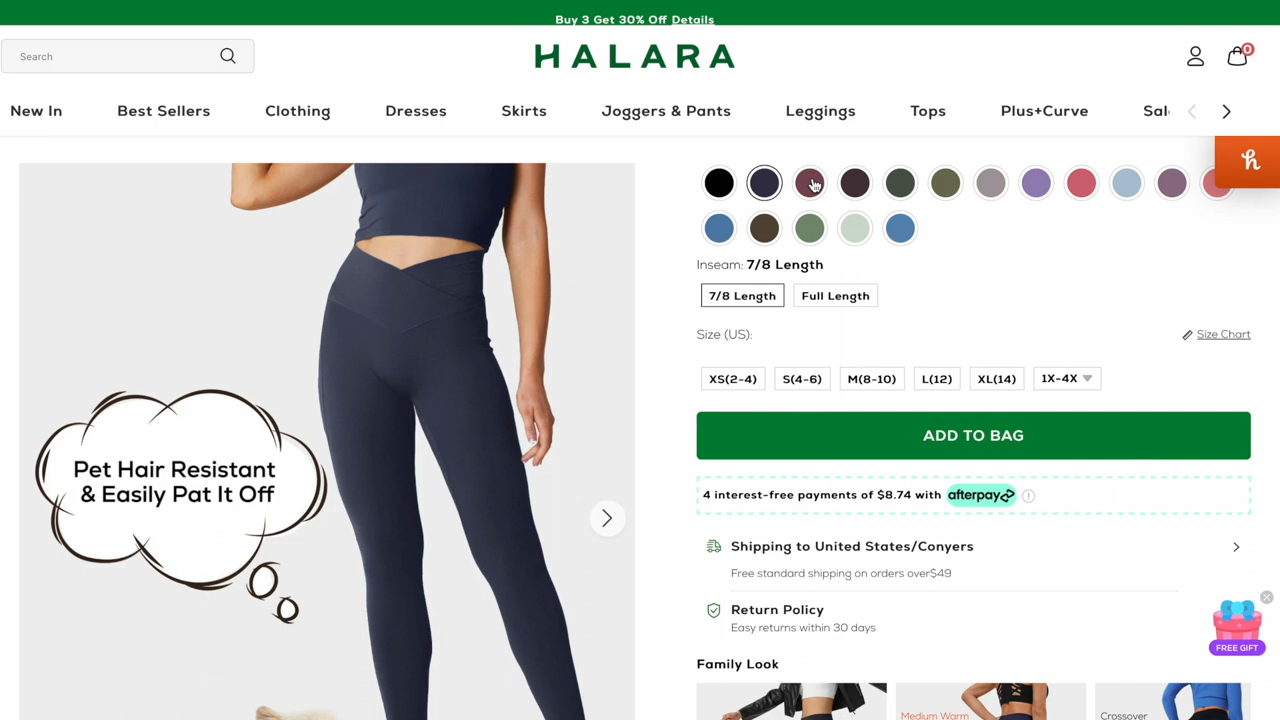 Buy 3 Get 30% Off Details
Search
HALARA
0
New In
Best Sellers
Clothing
Dresses
Skirts
Joggers & Pants
Leggings
Tops
Plus+Curve
Sal
h
Inseam: 7/8 Length
7/8 Length
Full Length
Size (US):
Size Chart
XS(2-4)
S(4-6)
M(8-10)
L(12)
XL(14)
1X-4X
ADD TO BAG
4 interest-free payments of $8.74 with afterpay
Shipping to United States/Conyers
Free standard shipping on orders over$49
Return Policy
Easy returns within 30 days
FREE GIFT
Family Look
Medium Warm
Crossover
Pet Hair Resistant
& Easily Pat It Off